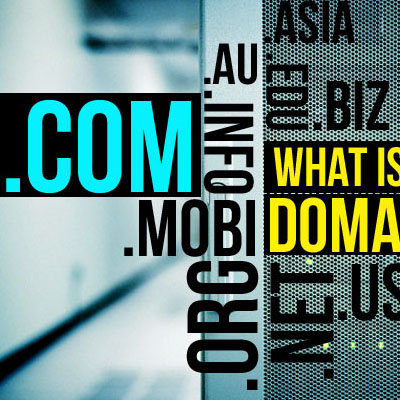 ASIA
.AU
.EDU
.BIZ
.COM
.INFO
WHAT IS
.MOBI
DOMA
.ORG
.NET
.US